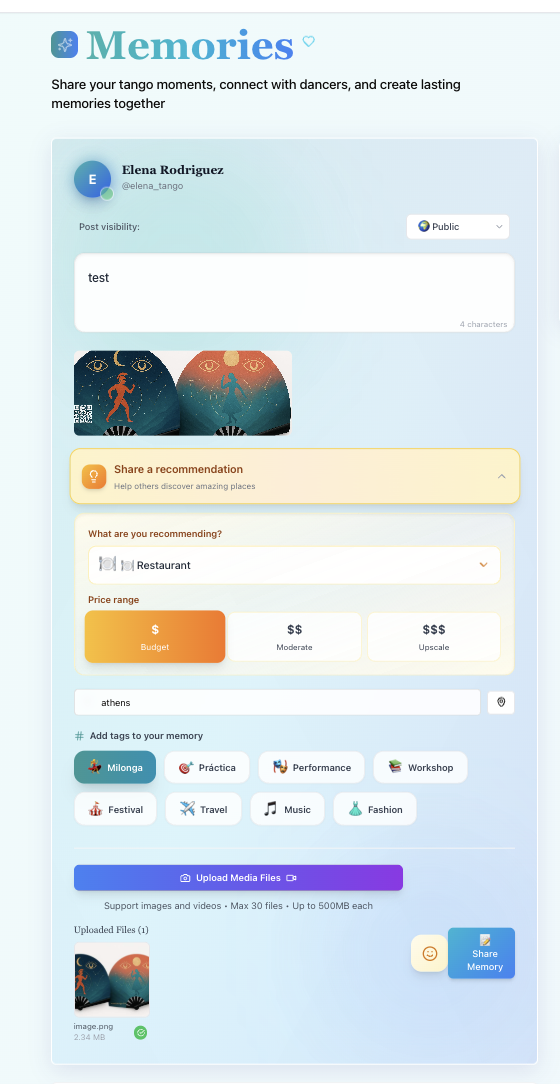 Memories
Share your tango moments, connect with dancers, and create lasting
memories together
E
Elena Rodriguez
@elena_tango
Post visibility:
🌍 Public
test
4 characters
Share a recommendation
Help others discover amazing places
What are you recommending?
🍽️ 🍽️ Restaurant
Price range
$ $$ $$$
Budget Moderate Upscale
athens
Add tags to your memory
Milonga Práctica Performance Workshop
Festival Travel Music Fashion
Upload Media Files
Support images and videos • Max 30 files • Up to 500MB each
Uploaded Files (1)
📝
Share
Memory
image.png
2.34 MB